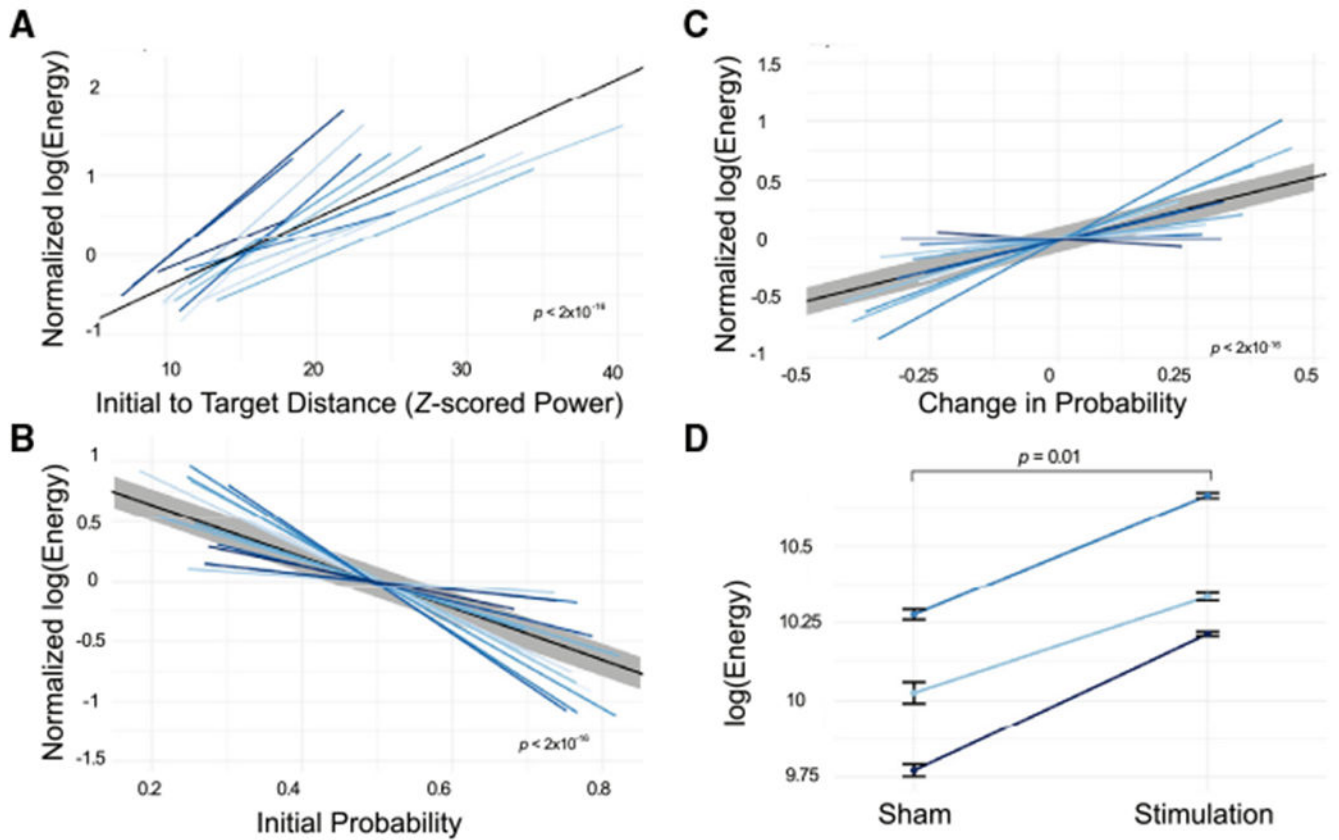 A
Normalized log(Energy)
2
1
0
-1
p < 2x10⁻¹⁶
10 20 30 40
Initial to Target Distance (Z-scored Power)
B
Normalized log(Energy)
1
0.5
0
-0.5
-1
-1.5
p < 2x10⁻¹⁶
0.2 0.4 0.6 0.8
Initial Probability
C
Normalized log(Energy)
1.5
1
0.5
0
-0.5
-1
p < 2x10⁻¹⁶
-0.5 -0.25 0 0.25 0.5
Change in Probability
D
p = 0.01
log(Energy)
10.5
10.25
10
9.75
Sham Stimulation